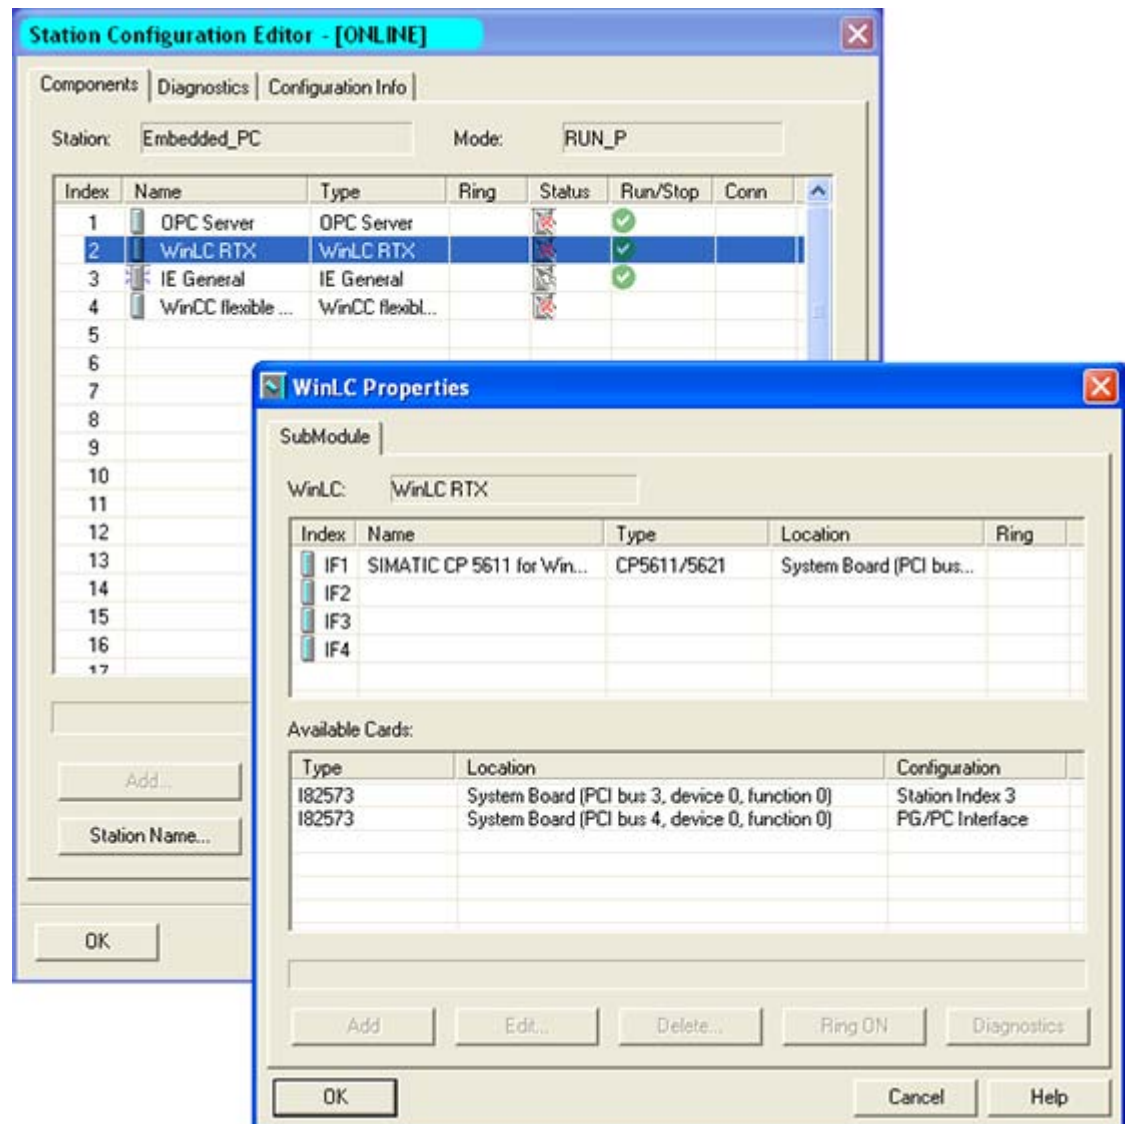 Station Configuration Editor - [ONLINE]
Components Diagnostics Configuration Info
Station: Embedded_PC Mode: RUN_P
Index Name Type Ring Status Run/Stop Conn
1 OPC Server OPC Server
2 WinLC RTX WinLC RTX
3 IE General IE General
4 WinCC flexible ... WinCC flexibl...
5
6
7
8
9
10
11
12
13
14
15
16
17
Add...
Station Name...
OK
WinLC Properties
SubModule
WinLC: WinLC RTX
Index Name Type Location Ring
IF1 SIMATIC CP 5611 for Win... CP5611/5621 System Board (PCI bus...
IF2
IF3
IF4
Available Cards:
Type Location Configuration
I82573 System Board (PCI bus 3, device 0, function 0) Station Index 3
I82573 System Board (PCI bus 4, device 0, function 0) PG/PC Interface
Add Edit... Delete... Ring ON Diagnostics
OK Cancel Help